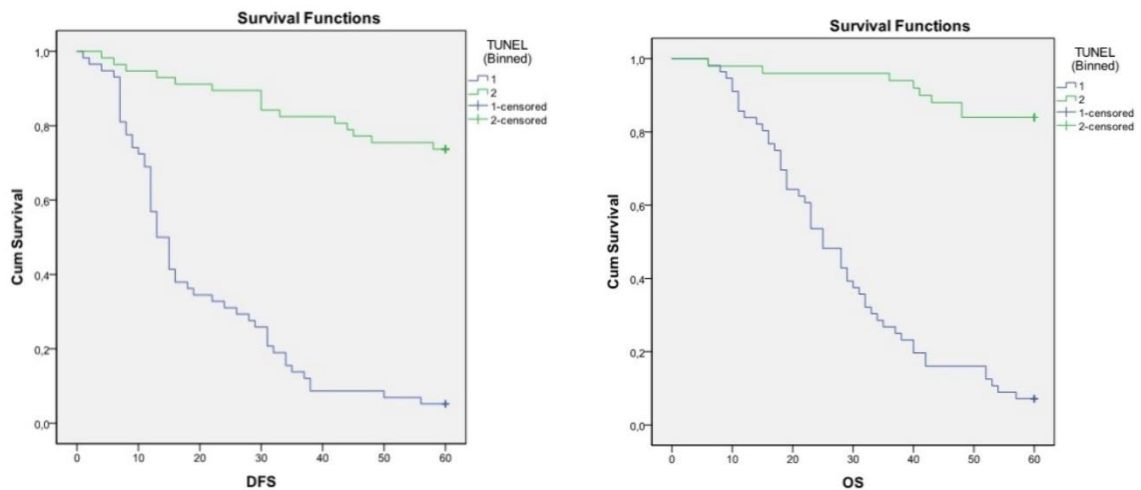 Survival Functions
TUNEL
(Binned)
1
2
1-censored
2-censored
Cum Survival
1,0
0,8
0,6
0,4
0,2
0,0
0
10
20
30
40
50
60
DFS
Survival Functions
TUNEL
(Binned)
1
2
1-censored
2-censored
Cum Survival
1,0
0,8
0,6
0,4
0,2
0,0
0
10
20
30
40
50
60
OS